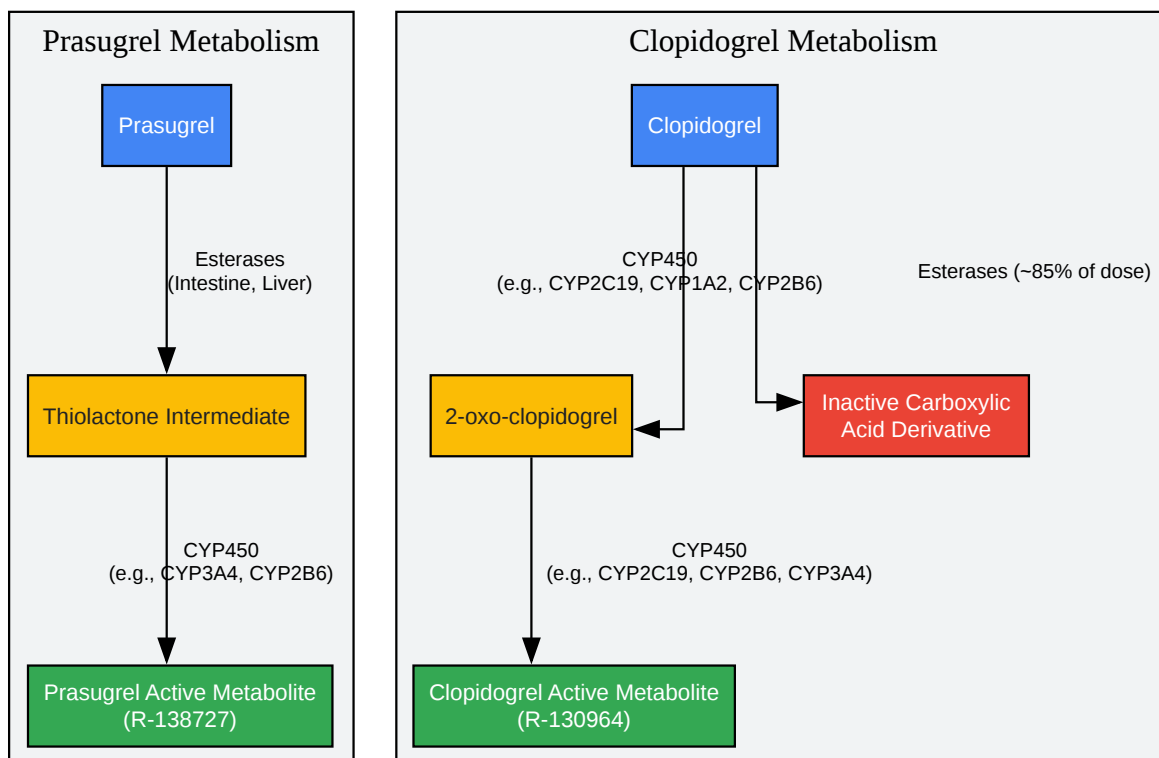 Prasugrel Metabolism
Prasugrel
Esterases
(Intestine, Liver)
Thiolactone Intermediate
CYP450
(e.g., CYP3A4, CYP2B6)
Prasugrel Active Metabolite
(R-138727)
Clopidogrel Metabolism
Clopidogrel
CYP450
(e.g., CYP2C19, CYP1A2, CYP2B6)
Esterases (~85% of dose)
2-oxo-clopidogrel
Inactive Carboxylic
Acid Derivative
CYP450
(e.g., CYP2C19, CYP2B6, CYP3A4)
Clopidogrel Active Metabolite
(R-130964)